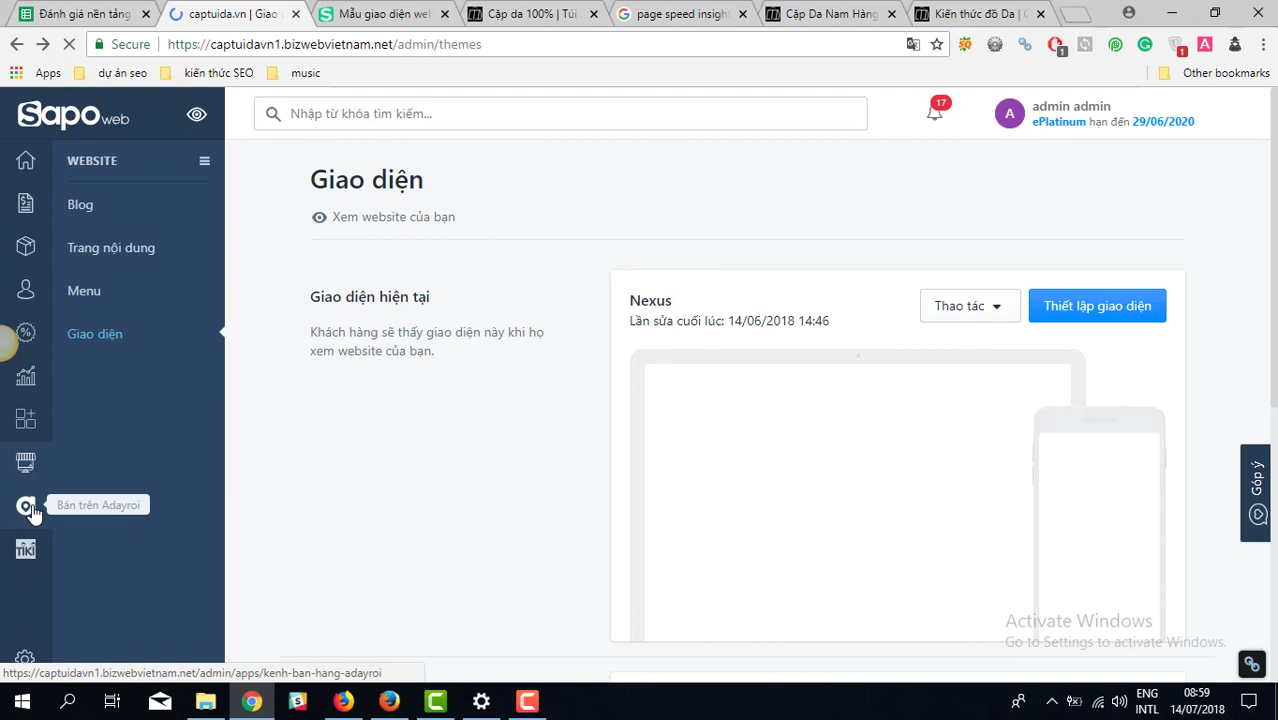 Đánh giá nền tảng
captuida.vn | Giao
Mẫu giao diện web
Cặp da 100% | Túi
page speed insigh
Cặp Da Nam Hàng
Kiến thức đồ Da | C
Secure
https://captuidavn1.bizwebvietnam.net/admin/themes
Apps
dự án seo
kiến thức SEO
music
Other bookmarks
Sapo web
Nhập từ khóa tìm kiếm...
17
A
admin admin
ePlatinum hạn đến 29/06/2020
WEBSITE
Blog
Trang nội dung
Menu
Giao diện
Bán trên Adayroi
TIKI
Giao diện
Xem website của bạn
Giao diện hiện tại
Khách hàng sẽ thấy giao diện này khi họ
xem website của bạn.
Nexus
Lần sửa cuối lúc: 14/06/2018 14:46
Thao tác
Thiết lập giao diện
Góp ý
Activate Windows
Go to Settings to activate Windows.
https://captuidavn1.bizwebvietnam.net/admin/apps/kenh-ban-hang-adayroi
ENG
INTL
08:59
14/07/2018